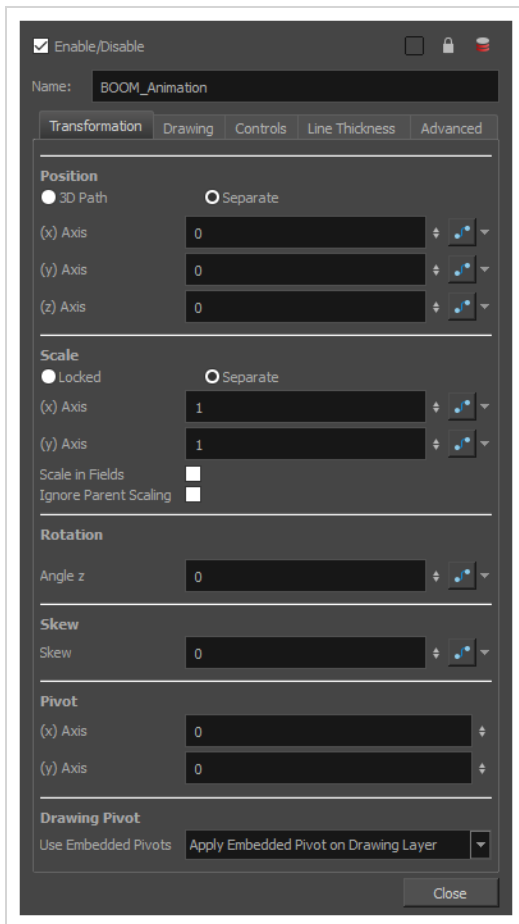 Enable/Disable
Name: BOOM_Animation
Transformation Drawing Controls Line Thickness Advanced
Position
3D Path Separate
(x) Axis 0
(y) Axis 0
(z) Axis 0
Scale
Locked Separate
(x) Axis 1
(y) Axis 1
Scale in Fields
Ignore Parent Scaling
Rotation
Angle z 0
Skew
Skew 0
Pivot
(x) Axis 0
(y) Axis 0
Drawing Pivot
Use Embedded Pivots Apply Embedded Pivot on Drawing Layer
Close